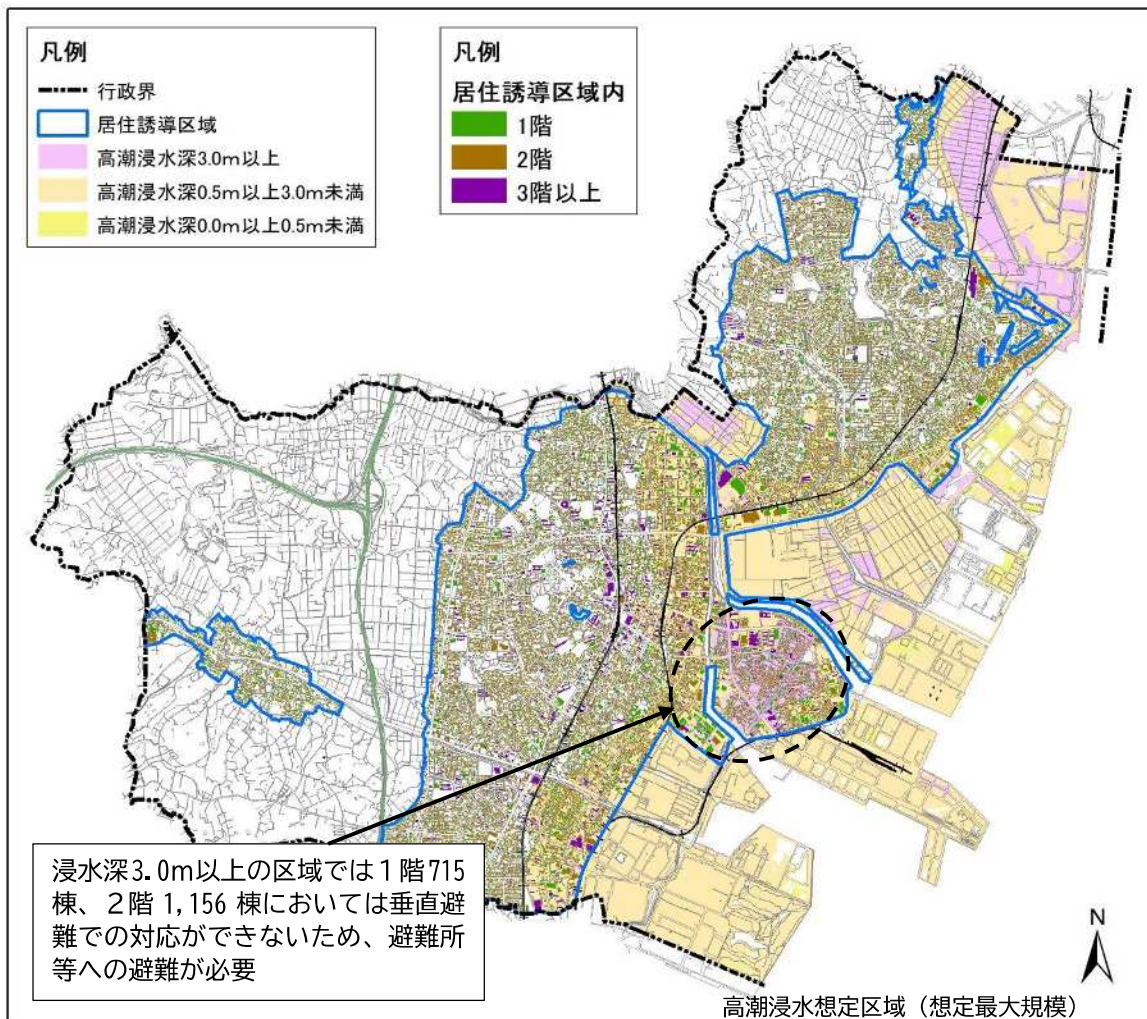 凡例
行政界
居住誘導区域
高潮浸水深3.0m以上
高潮浸水深0.5m以上3.0m未満
高潮浸水深0.0m以上0.5m未満
凡例
居住誘導区域内
1階
2階
3階以上
浸水深3.0m以上の区域では1階715
棟、2階 1,156 棟においては垂直避
難での対応ができないため、避難所
等への避難が必要
N
高潮浸水想定区域（想定最大規模）